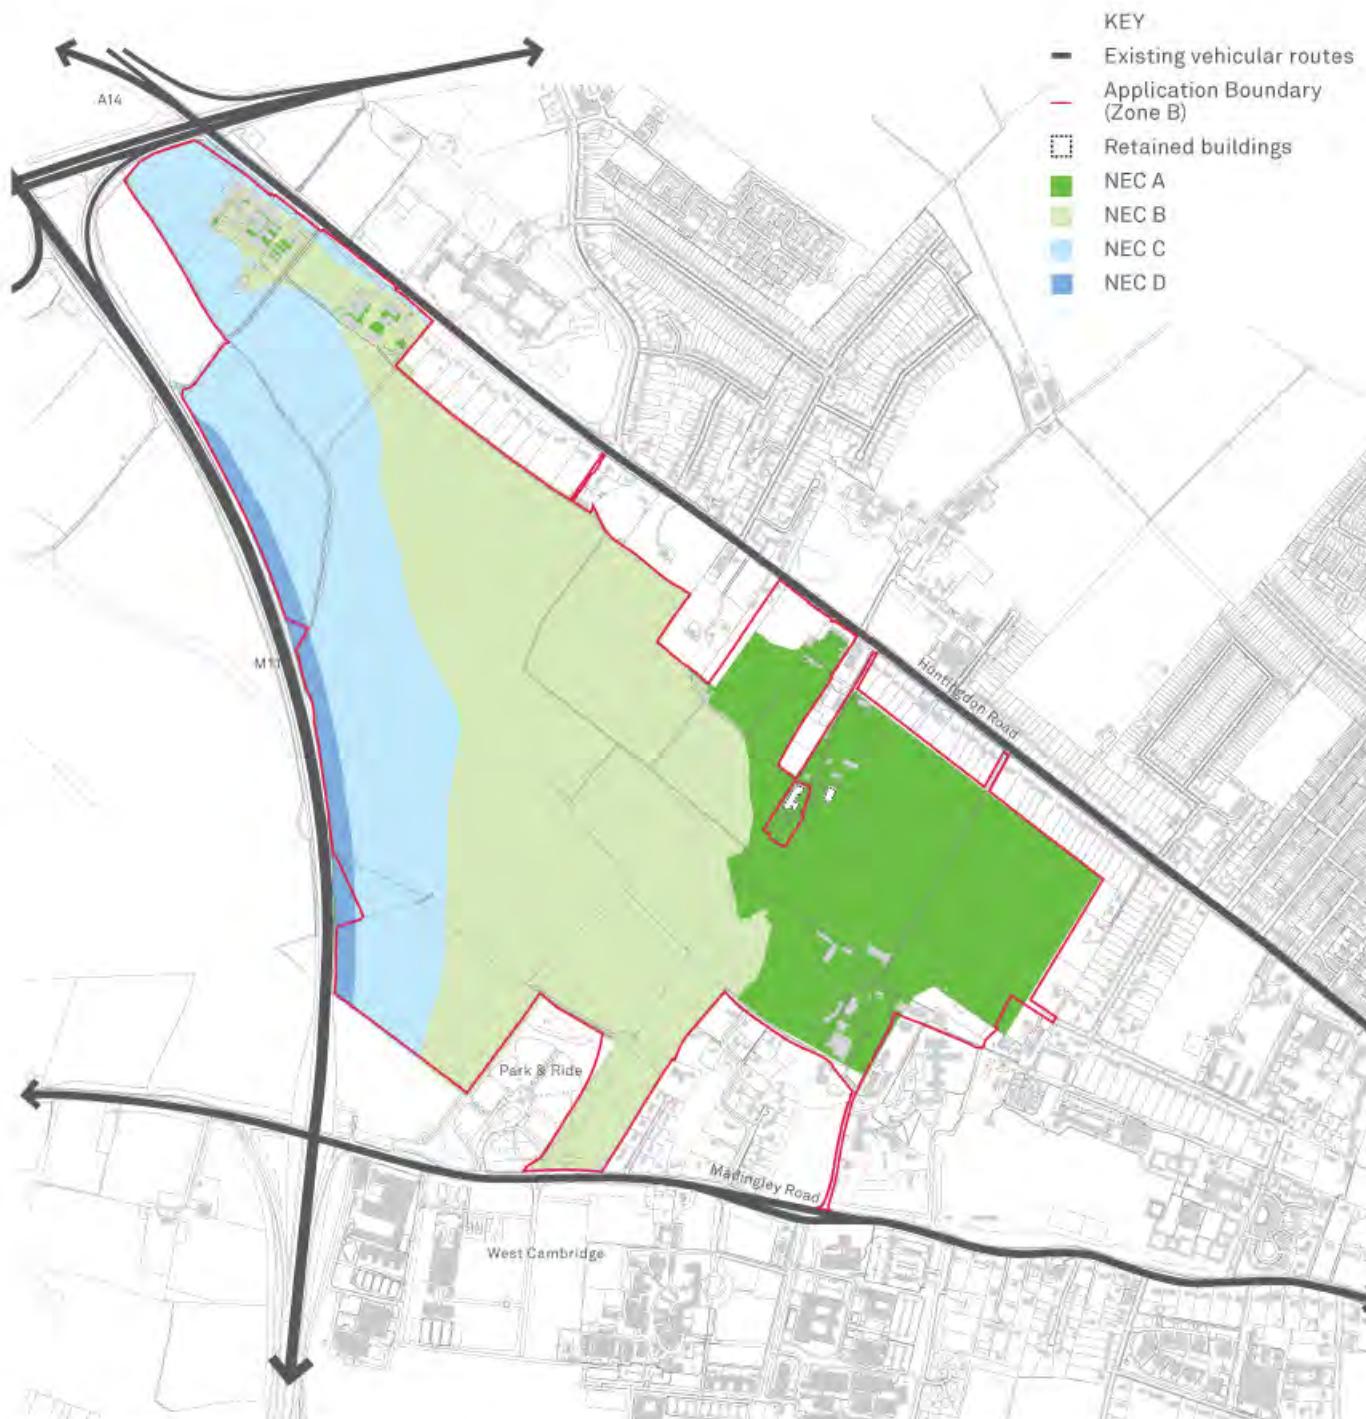 KEY
Existing vehicular routes
Application Boundary
(Zone B)
Retained buildings
NEC A
NEC B
NEC C
NEC D
A14
M11
Huntingdon Road
Park & Ride
Madingley Road
West Cambridge